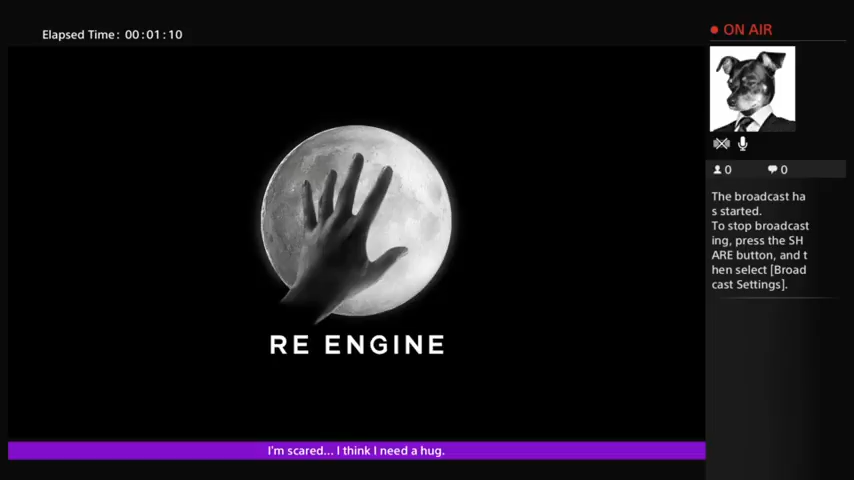 Elapsed Time: 00:01:10
ON AIR
0 0
The broadcast ha
s started.
To stop broadcast
ing, press the SH
ARE button, and t
hen select [Broad
cast Settings].
RE ENGINE
I'm scared... I think I need a hug.